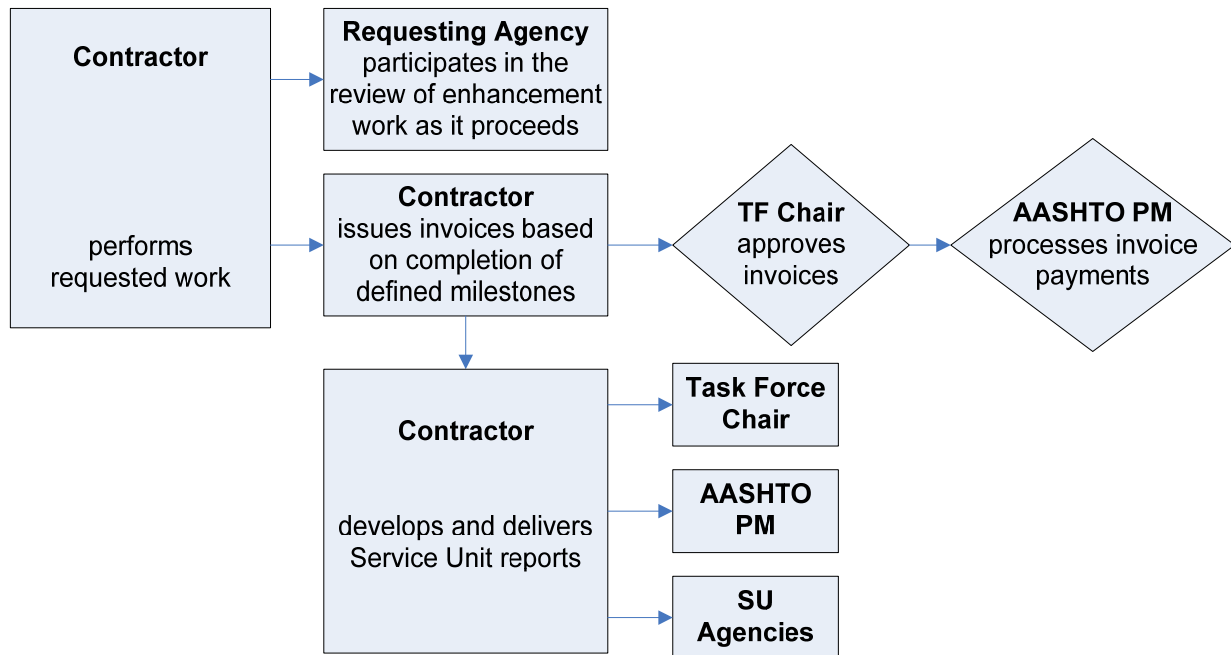 Contractor
performs
requested work
Requesting Agency
participates in the
review of enhancement
work as it proceeds
Contractor
issues invoices based
on completion of
defined milestones
TF Chair
approves
invoices
AASHTO PM
processes invoice
payments
Contractor
develops and delivers
Service Unit reports
Task Force
Chair
AASHTO
PM
SU
Agencies